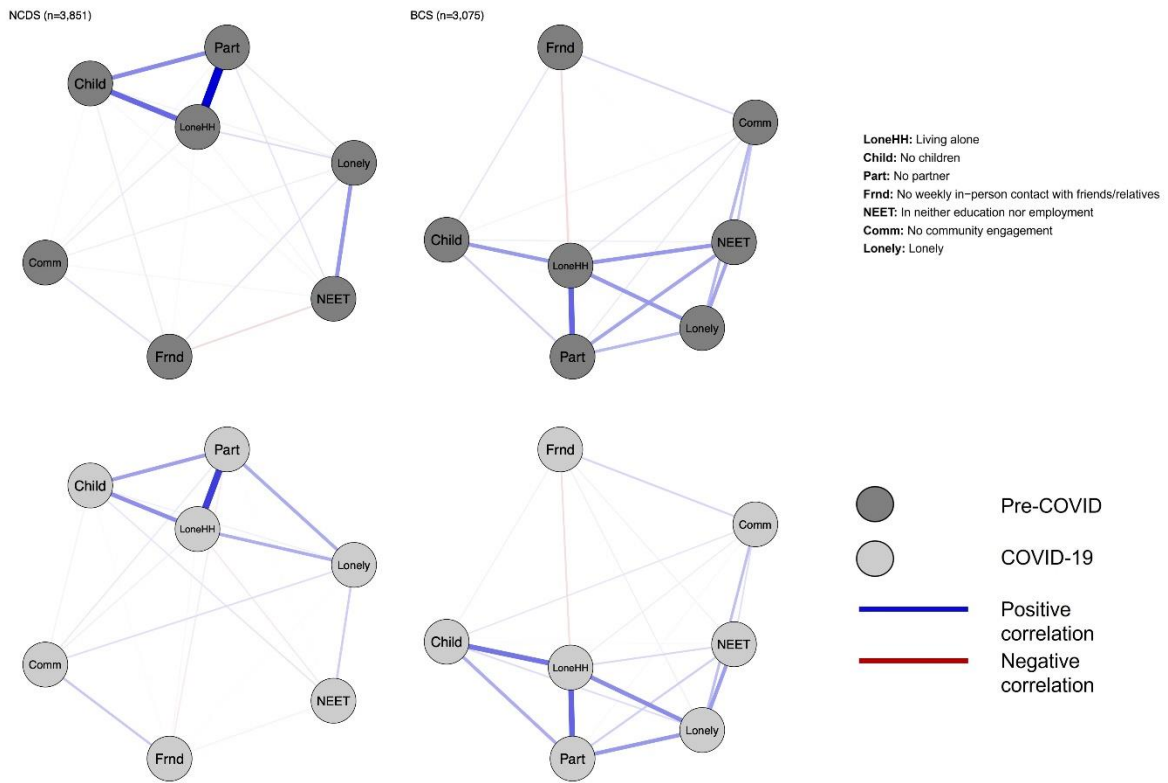 NCDS (n=3,851)
BCS (n=3,075)
Part
Child
LoneHH
Lonely
Comm
NEET
Frnd
Frnd
Comm
Child
NEET
LoneHH
Lonely
Part
LoneHH: Living alone
Child: No children
Part: No partner
Frnd: No weekly in−person contact with friends/relatives
NEET: In neither education nor employment
Comm: No community engagement
Lonely: Lonely
Part
Child
LoneHH
Lonely
Comm
NEET
Frnd
Frnd
Comm
Child
NEET
LoneHH
Lonely
Part
Pre-COVID
COVID-19
Positive
correlation
Negative
correlation